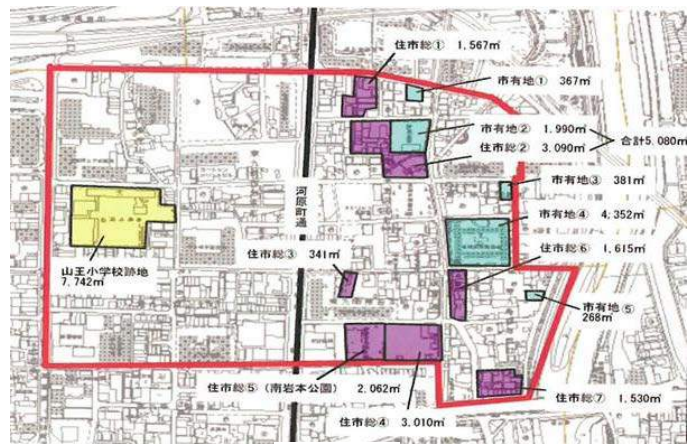 住市総① 1,567㎡
市有地① 367㎡
市有地② 1.990㎡
住市総② 3.090㎡
合計5.080㎡
市有地③ 381㎡
市有地④ 4,352㎡
河原町通
住市総⑥ 1,615㎡
住市総③ 341㎡
山王小学校跡地
7.742㎡
市有地⑤
268㎡
住市総⑤（南岩本公園） 2.062㎡
住市総⑦ 1.530㎡
住市総④ 3.010㎡